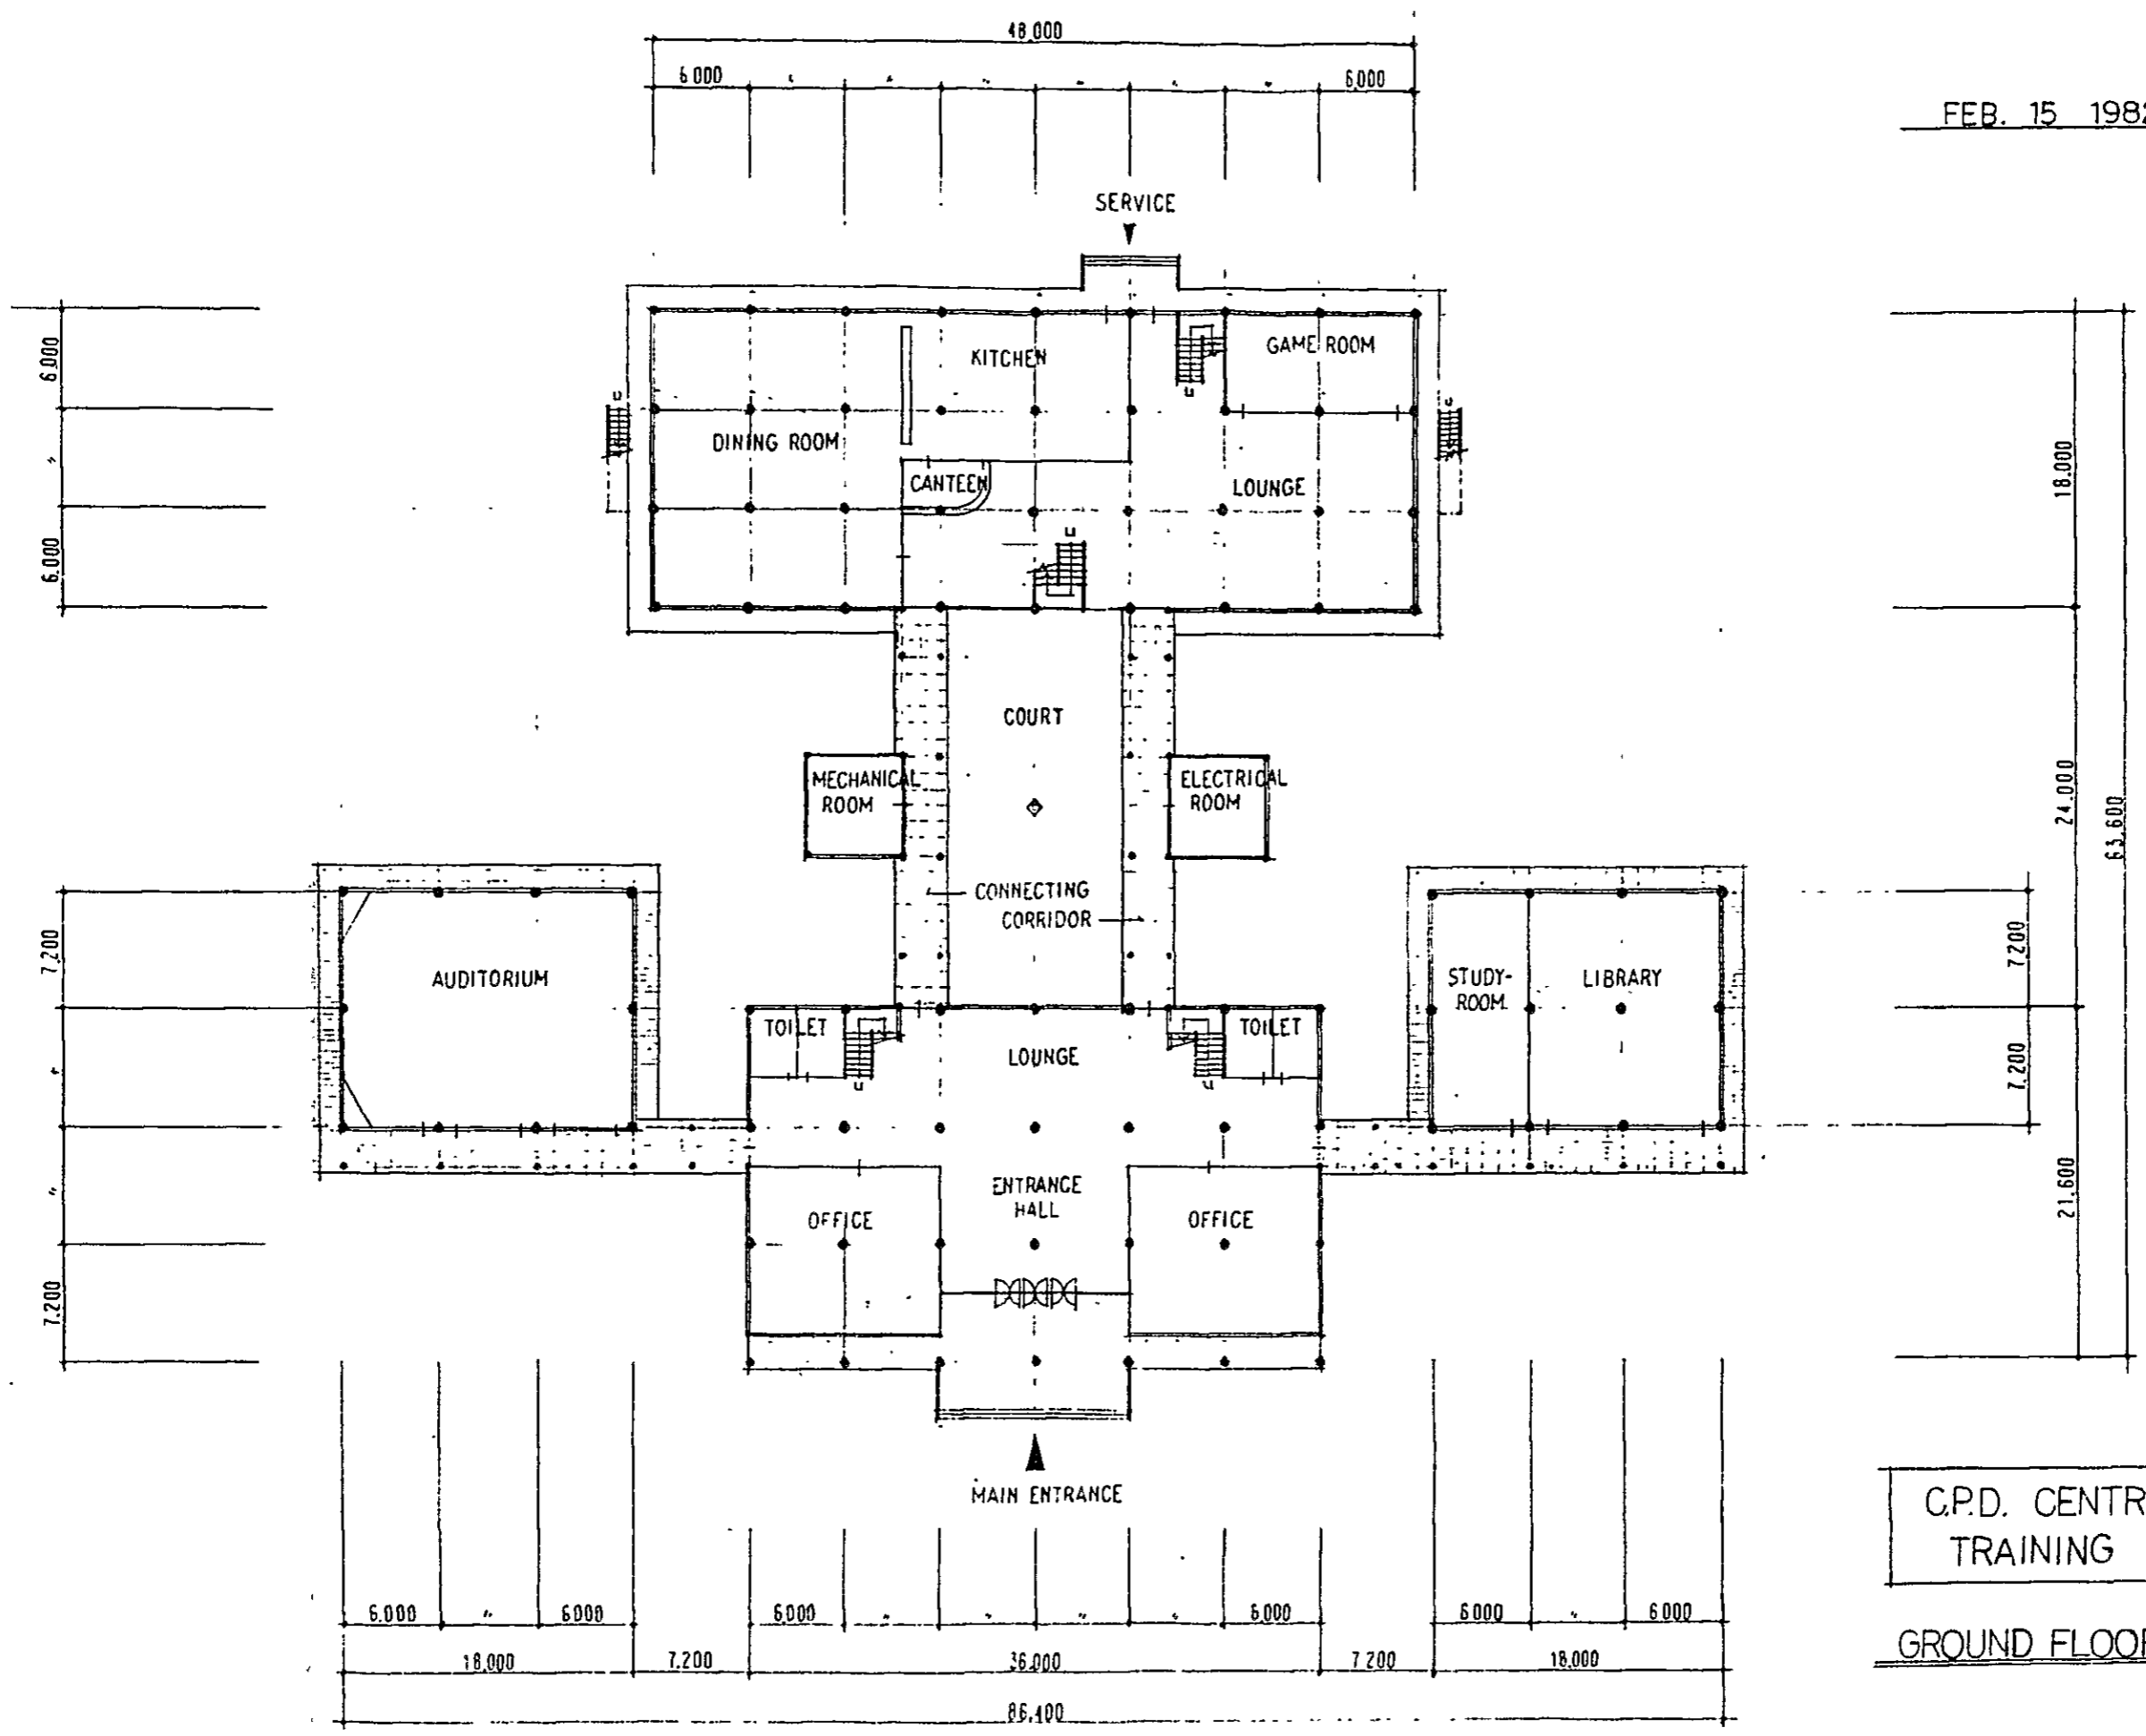 48.000
6 000 " " " " " " 6,000
FEB. 15 198
SERVICE
KITCHEN
GAME ROOM
6,000
U
U
U
DINING ROOM
CANTEEN
LOUNGE
"
18.000
U
6.000
COURT
MECHANICAL
ROOM
ELECTRICAL
ROOM
24.000
63.600
CONNECTING
CORRIDOR
7,200
7,200
AUDITORIUM
STUDY-
ROOM
LIBRARY
TOILET
TOILET
LOUNGE
U
U
"
7,200
ENTRANCE
HALL
OFFICE
OFFICE
"
21.600
7.200
MAIN ENTRANCE
C.P.D. CENTR
TRAINING
6.000 " 6000
6,000 " " " " 6,000
6 000 " 6 000
18,000 7.200 36.000 7 200 18,000
GROUND FLOOR
86,400